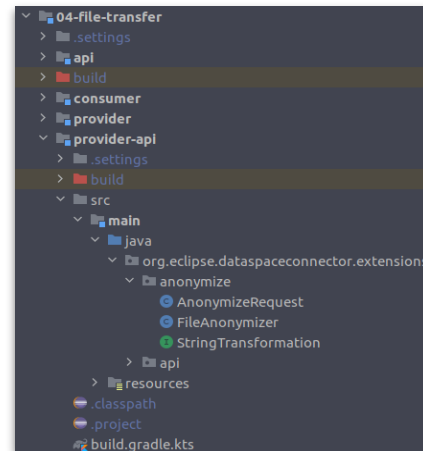 04-file-transfer
.settings
api
build
consumer
provider
provider-api
.settings
build
src
main
java
org.eclipse.dataspaceconnector.extensions
anonymize
AnonymizeRequest
FileAnonymizer
StringTransformation
api
resources
.classpath
.project
build.gradle.kts